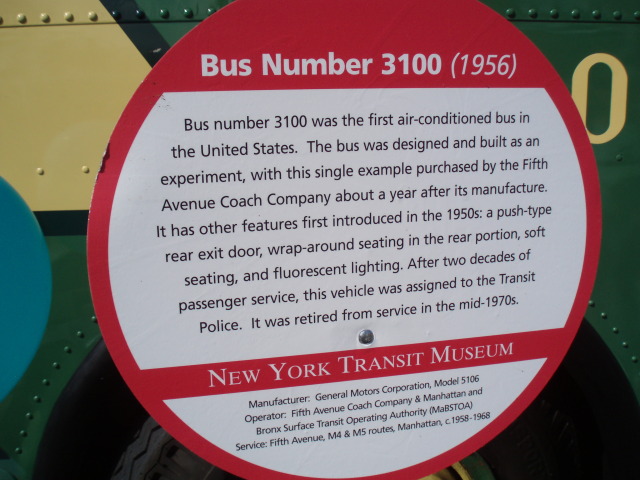 Bus Number 3100 (1956)
0
Bus number 3100 was the first air-conditioned bus in
the United States. The bus was designed and built as an
experiment, with this single example purchased by the Fifth
Avenue Coach Company about a year after its manufacture.
It has other features first introduced in the 1950s: a push-type
rear exit door, wrap-around seating in the rear portion, soft
seating, and fluorescent lighting. After two decades of
passenger service, this vehicle was assigned to the Transit
Police. It was retired from service in the mid-1970s.
NEW YORK TRANSIT MUSEUM
Manufacturer: General Motors Corporation, Model 5106
Operator: Fifth Avenue Coach Company & Manhattan and
Bronx Surface Transit Operating Authority (MaBSTOA)
Service: Fifth Avenue, M4 & M5 routes, Manhattan, c.1958-1968